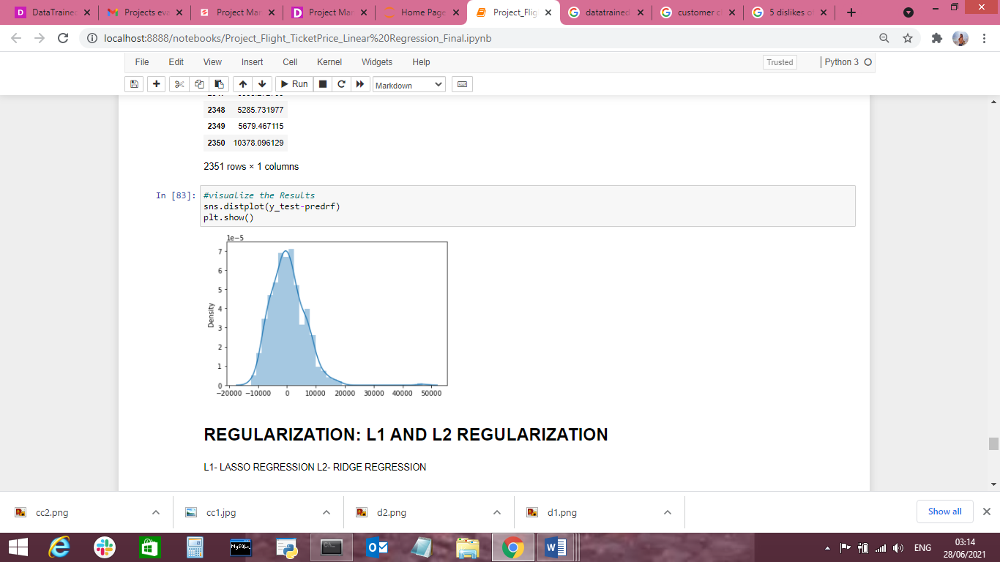 DataTraine
Projects eva
Project Mar
Project Mar
Home Page
Project_Flig
datatrained
customer c
5 dislikes o
localhost:8888/notebooks/Project_Flight_TicketPrice_Linear%20Regression_Final.ipynb
File Edit View Insert Cell Kernel Widgets Help
Trusted
Python 3
Run
Markdown
2348 5285.731977
2349 5679.467115
2350 10378.096129
2351 rows × 1 columns
In [83]:
#visualize the Results
sns.distplot(y_test-predrf)
plt.show()
1e−5
7
6
5
4
3
2
1
0
Density
−20000 −10000 0 10000 20000 30000 40000 50000
REGULARIZATION: L1 AND L2 REGULARIZATION
L1- LASSO REGRESSION L2- RIDGE REGRESSION
cc2.png
cc1.jpg
d2.png
d1.png
Show all
MySQL
ENG
03:14
28/06/2021